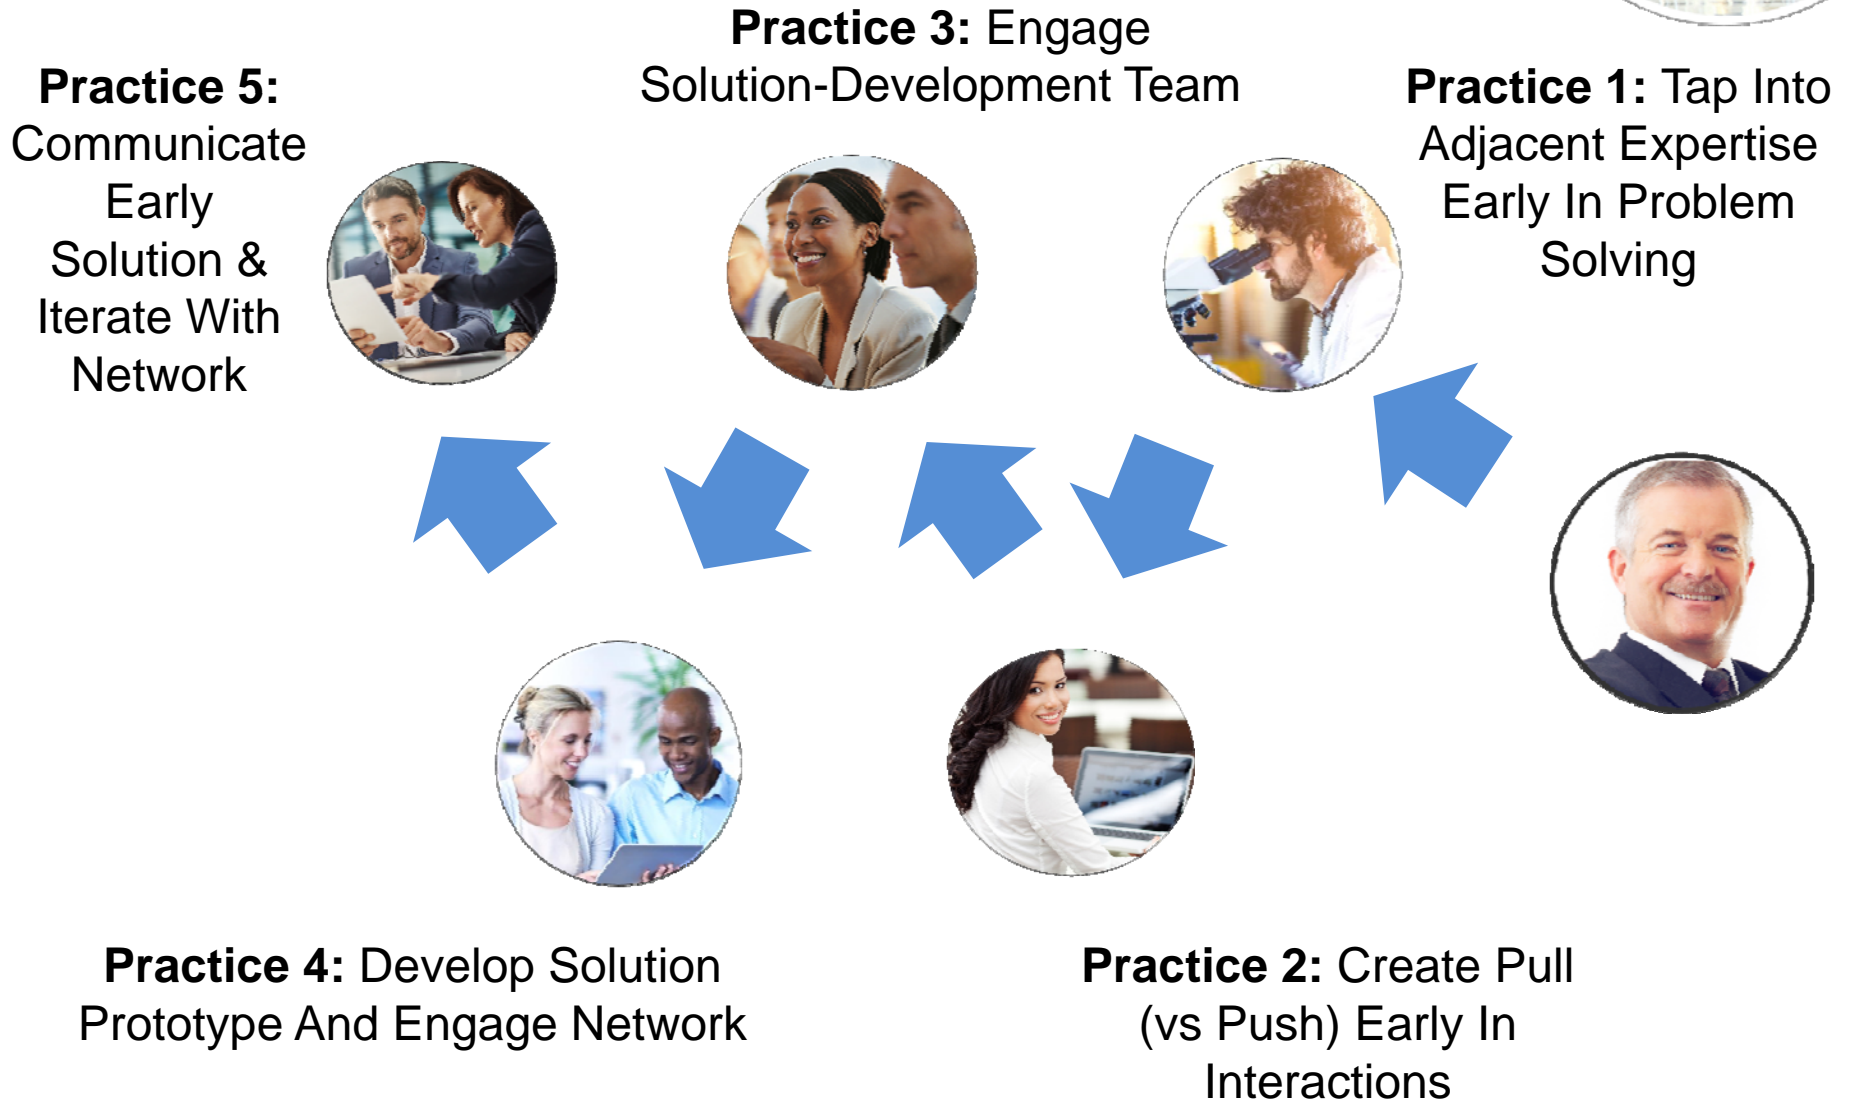 Practice 3: Engage
Solution-Development Team
Practice 5:
Communicate
Early
Solution &
Iterate With
Network
Practice 1: Tap Into
Adjacent Expertise
Early In Problem
Solving
Practice 4: Develop Solution
Prototype And Engage Network
Practice 2: Create Pull
(vs Push) Early In
Interactions